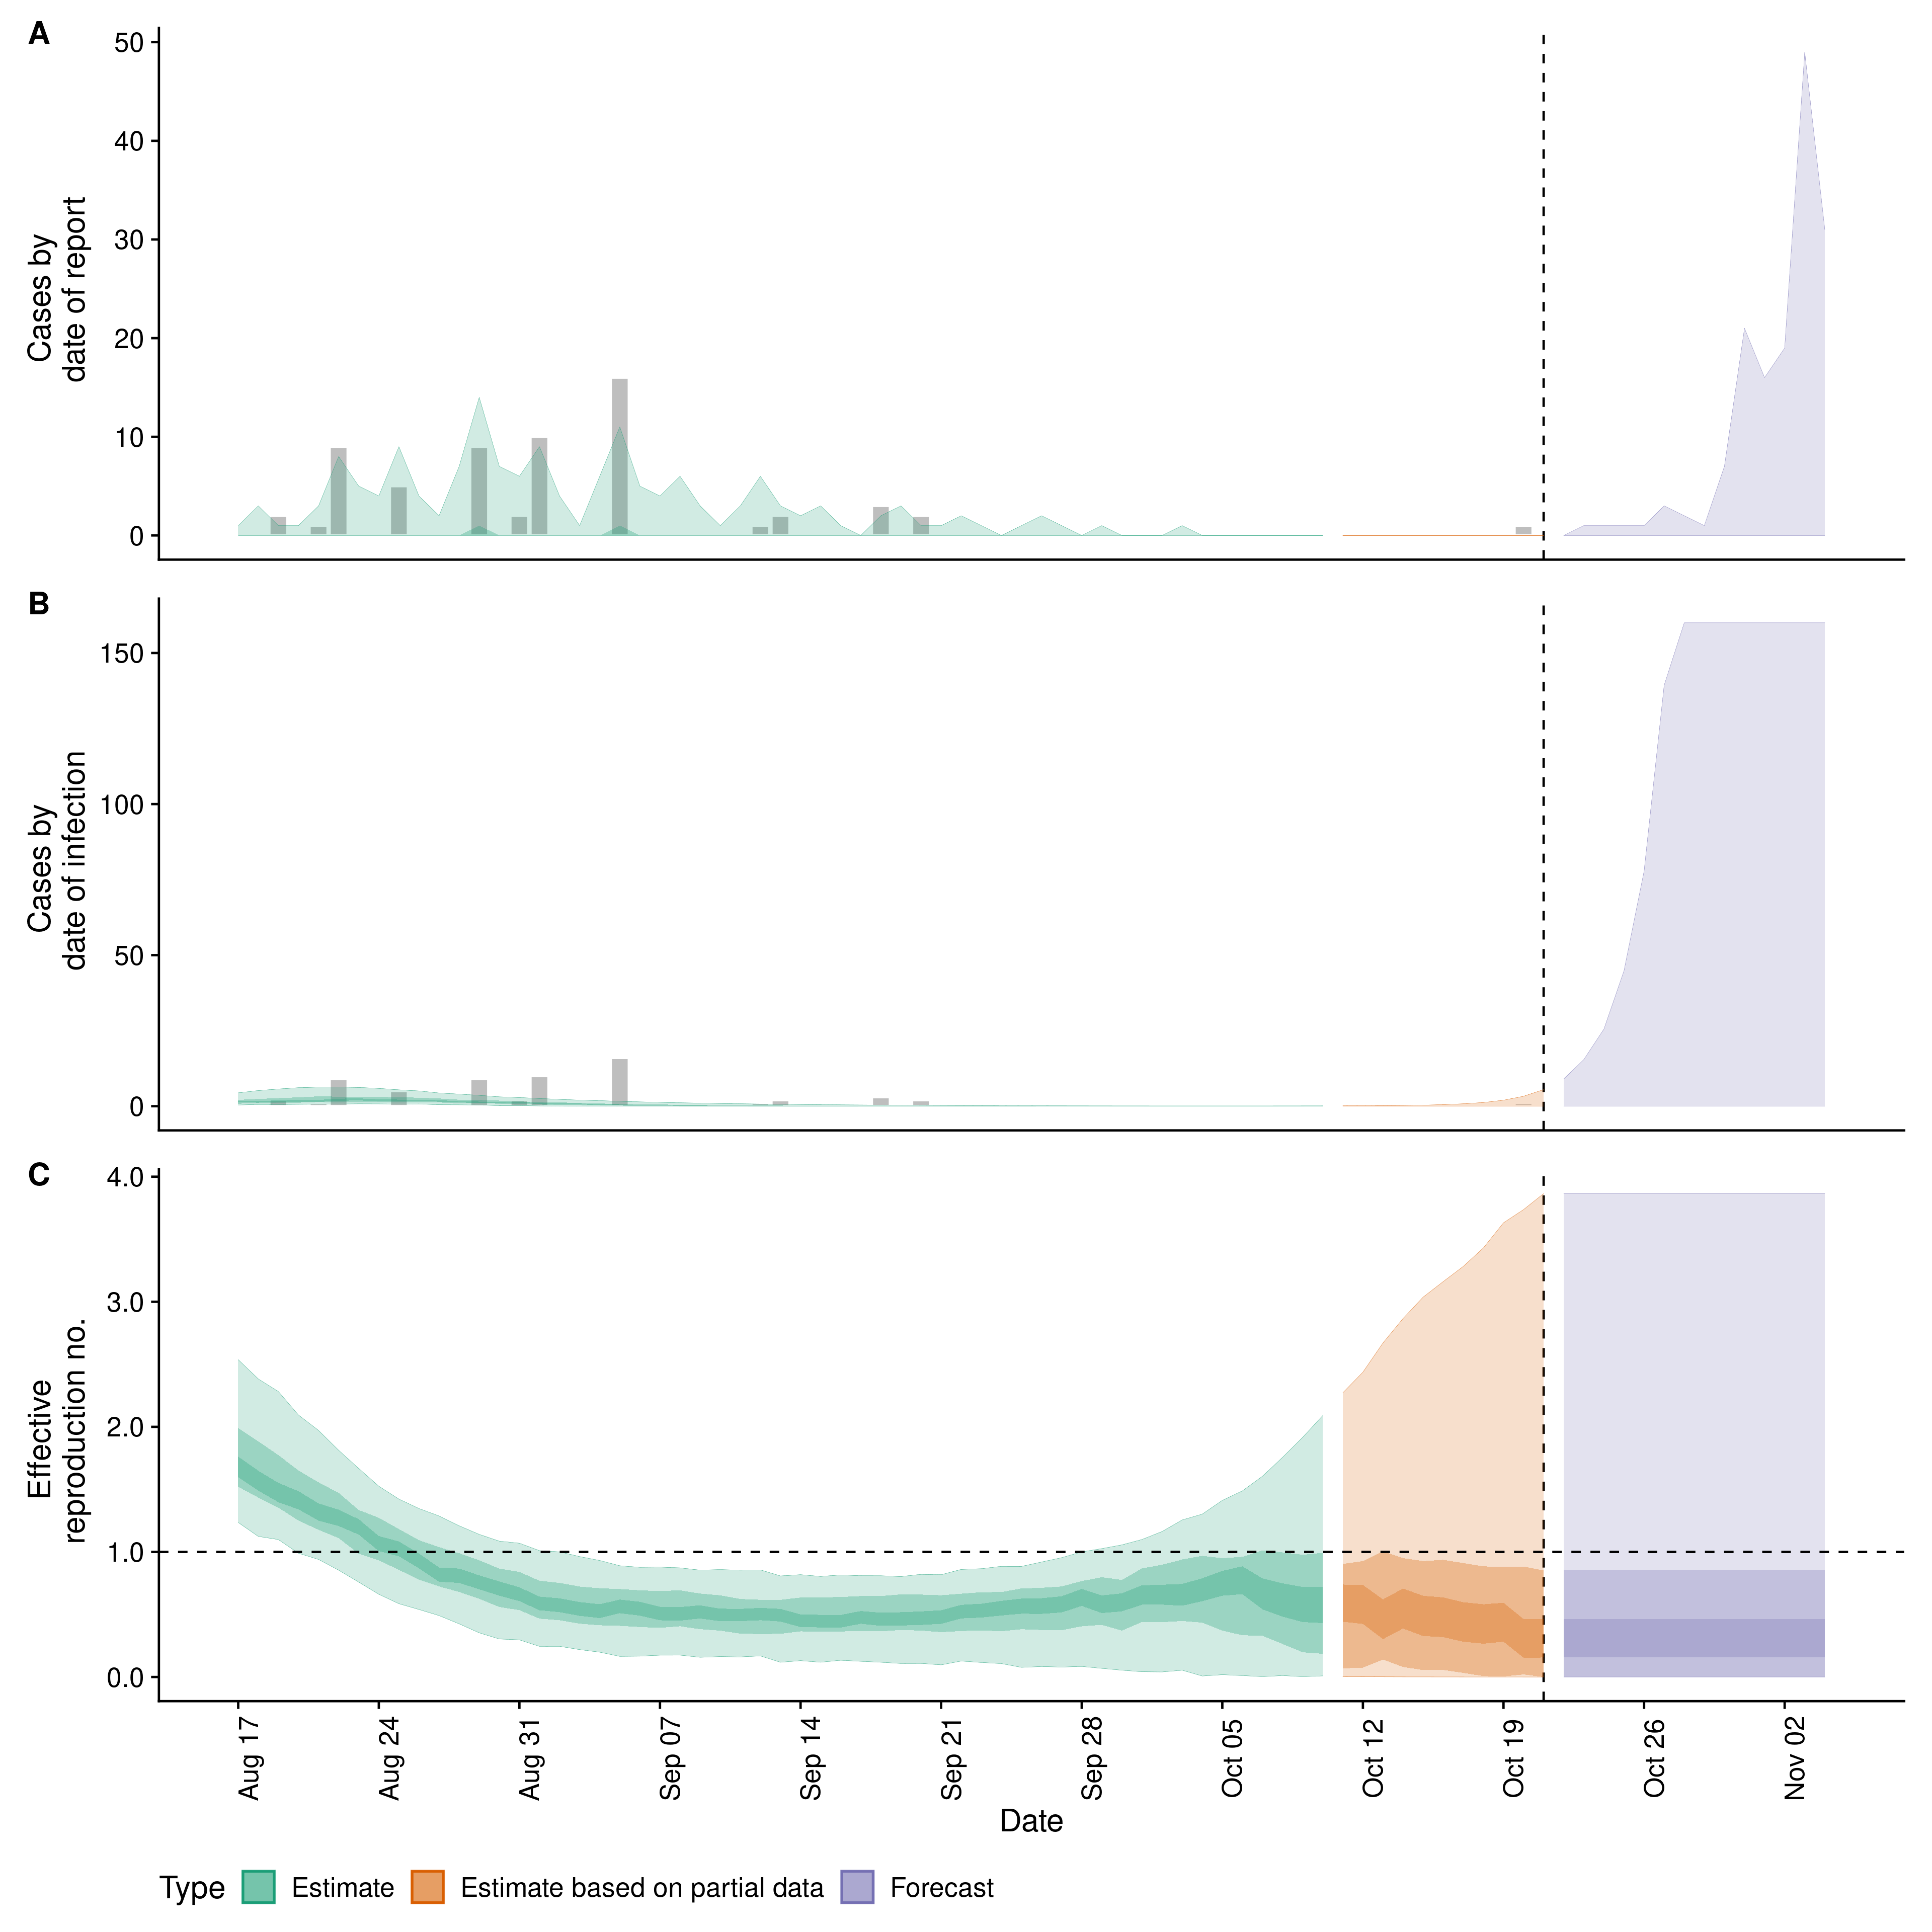 A
50
40
30
20
10
0
Cases by
date of report
B
150
100
50
0
Cases by
date of infection
C
4.0
3.0
2.0
1.0
0.0
Effective
reproduction no.
Aug 17
Aug 24
Aug 31
Sep 07
Sep 14
Sep 21
Sep 28
Oct 05
Oct 12
Oct 19
Oct 26
Nov 02
Date
Type Estimate Estimate based on partial data Forecast